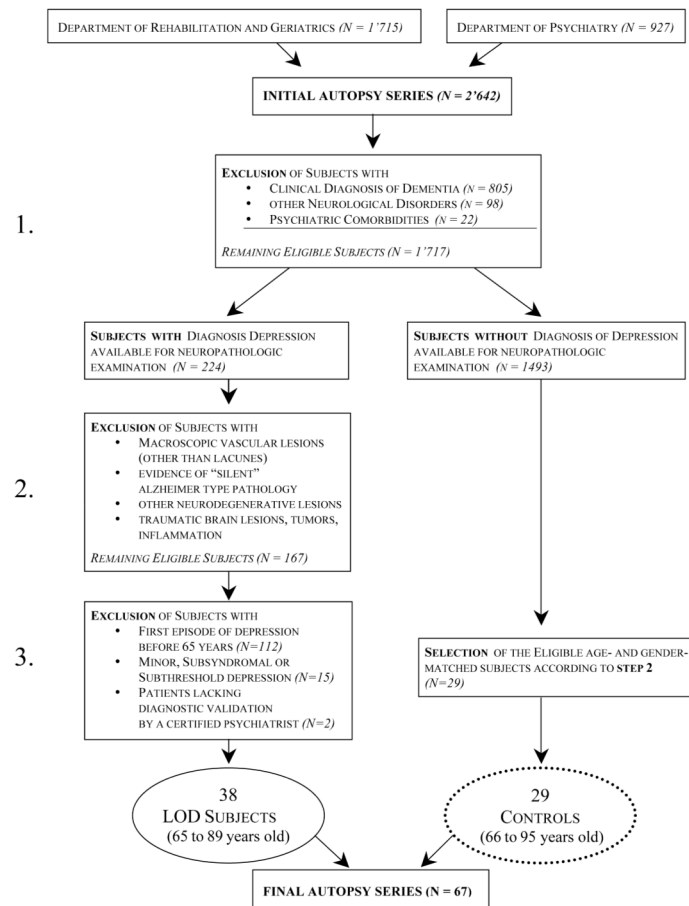 DEPARTMENT OF REHABILITATION AND GERIATRICS (N = 1'715)
DEPARTMENT OF PSYCHIATRY (N = 927)
INITIAL AUTOPSY SERIES (N = 2'642)
1.
EXCLUSION OF SUBJECTS WITH
• CLINICAL DIAGNOSIS OF DEMENTIA (N = 805)
• OTHER NEUROLOGICAL DISORDERS (N = 98)
• PSYCHIATRIC COMORBIDITIES (N = 22)
REMAINING ELIGIBLE SUBJECTS (N = 1'717)
SUBJECTS WITH DIAGNOSIS DEPRESSION
AVAILABLE FOR NEUROPATHOLOGIC
EXAMINATION (N = 224)
SUBJECTS WITHOUT DIAGNOSIS OF DEPRESSION
AVAILABLE FOR NEUROPATHOLOGIC
EXAMINATION (N = 1493)
2.
EXCLUSION OF SUBJECTS WITH
• MACROSCOPIC VASCULAR LESIONS
(OTHER THAN LACUNES)
• EVIDENCE OF "SILENT"
ALZHEIMER TYPE PATHOLOGY
• OTHER NEURODEGENERATIVE LESIONS
• TRAUMATIC BRAIN LESIONS, TUMORS,
INFLAMMATION
REMAINING ELIGIBLE SUBJECTS (N = 167)
3.
EXCLUSION OF SUBJECTS WITH
• FIRST EPISODE OF DEPRESSION
BEFORE 65 YEARS (N=112)
• MINOR, SUBSYNDROMAL OR
SUBTHRESHOLD DEPRESSION (N=15)
• PATIENTS LACKING
DIAGNOSTIC VALIDATION
BY A CERTIFIED PSYCHIATRIST (N=2)
SELECTION OF THE ELIGIBLE AGE- AND GENDER-
MATCHED SUBJECTS ACCORDING TO STEP 2
(N=29)
38
LOD SUBJECTS
(65 to 89 years old)
29
CONTROLS
(66 to 95 years old)
FINAL AUTOPSY SERIES (N = 67)